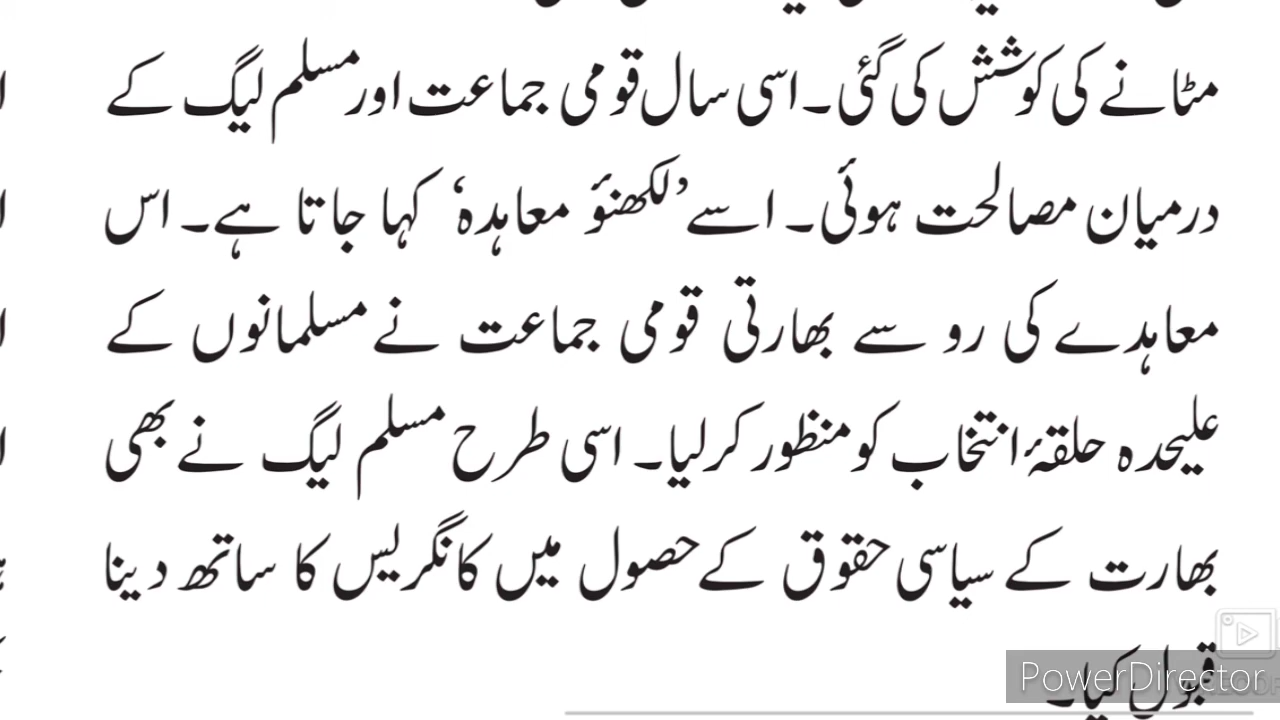 مٹانے کی کوشش کی گئی۔ اسی سال قومی جماعت اور مسلم لیگ کے
درمیان مصالحت ہوئی۔ اسے ’لکھنؤ معاہدہ‘ کہا جاتا ہے۔ اس
معاہدے کی رو سے بھارتی قومی جماعت نے مسلمانوں کے
علیحدہ حلقۂ انتخاب کو منظور کرلیا۔ اسی طرح مسلم لیگ نے بھی
بھارت کے سیاسی حقوق کے حصول میں کانگریس کا ساتھ دینا
قبول کیا۔
PowerDirector